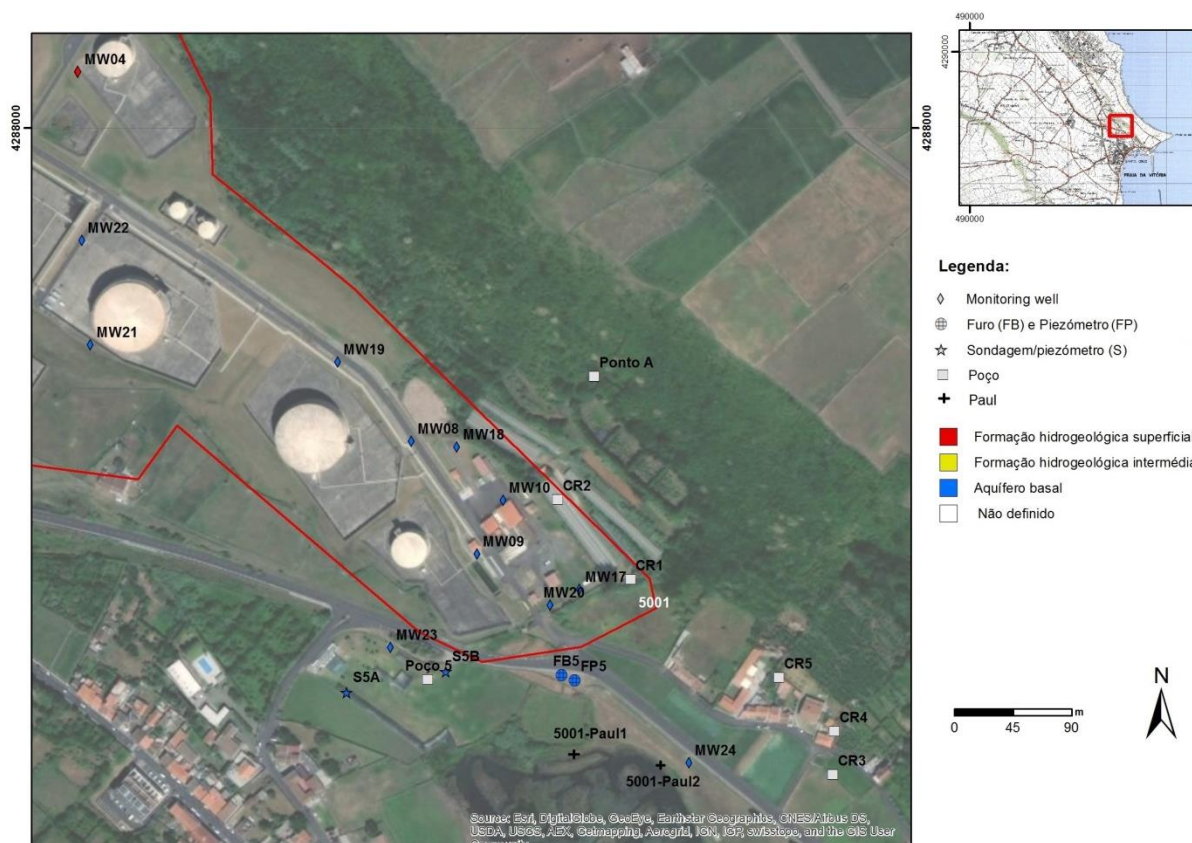 MW04
4288000
4288000
MW22
MW21
MW19
Ponto A
MW08
MW18
MW10
CR2
MW09
MW17
CR1
MW20
5001
MW23
Poço 5
S5B
S5A
FB5
FP5
CR5
CR4
5001-Paul1
MW24
CR3
5001-Paul2
Source: Esri, DigitalGlobe, GeoEye, Earthstar Geographics, CNES/Airbus DS,
USDA, USGS, AEX, Getmapping, Aerogrid, IGN, IGP, swisstopo, and the GIS User
Community
490000
4290000
PRAIA DA VITÓRIA
490000
Legenda:
Monitoring well
Furo (FB) e Piezómetro (FP)
Sondagem/piezómetro (S)
Poço
Paul
Formação hidrogeológica superficia
Formação hidrogeológica intermédia
Aquífero basal
Não definido
N
0 45 90 m